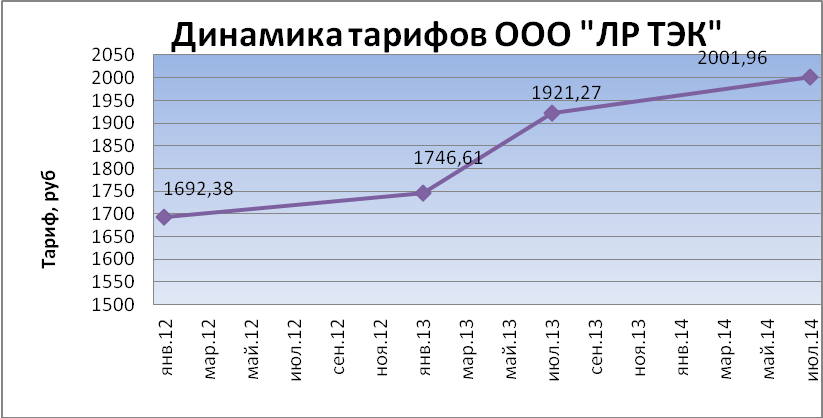 Динамика тарифов ООО "ЛР ТЭК"
Тариф, руб
2050
2000
1950
1900
1850
1800
1750
1700
1650
1600
1550
1500
1692,38
1746,61
1921,27
2001,96
янв.12
мар.12
май.12
июл.12
сен.12
ноя.12
янв.13
мар.13
май.13
июл.13
сен.13
ноя.13
янв.14
мар.14
май.14
июл.14